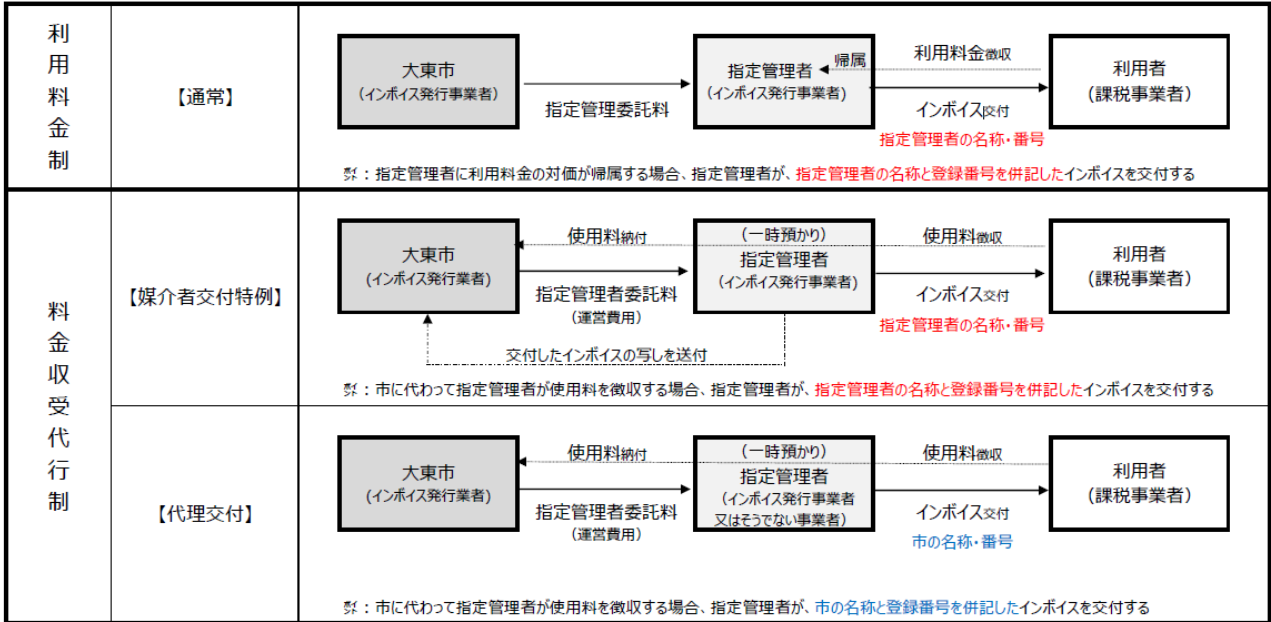 利用料金制
【通常】
大東市
(インボイス発行事業者)
指定管理委託料
指定管理者
(インボイス発行事業者)
帰属
利用料金徴収
インボイス交付
指定管理者の名称・番号
利用者
(課税事業者)
：指定管理者に利用料金の対価が帰属する場合、指定管理者が、指定管理者の名称と登録番号を併記したインボイスを交付する
料金収受代行制
【媒介者交付特例】
大東市
(インボイス発行業者)
使用料納付
指定管理者委託料
(運営費用)
(一時預かり)
指定管理者
(インボイス発行事業者)
使用料徴収
インボイス交付
指定管理者の名称・番号
利用者
(課税事業者)
交付したインボイスの写しを送付
：市に代わって指定管理者が使用料を徴収する場合、指定管理者が、指定管理者の名称と登録番号を併記したインボイスを交付する
【代理交付】
大東市
(インボイス発行業者)
使用料納付
指定管理者委託料
(運営費用)
(一時預かり)
指定管理者
(インボイス発行事業者
又はそうでない事業者)
使用料徴収
インボイス交付
市の名称・番号
利用者
(課税事業者)
：市に代わって指定管理者が使用料を徴収する場合、指定管理者が、市の名称と登録番号を併記したインボイスを交付する